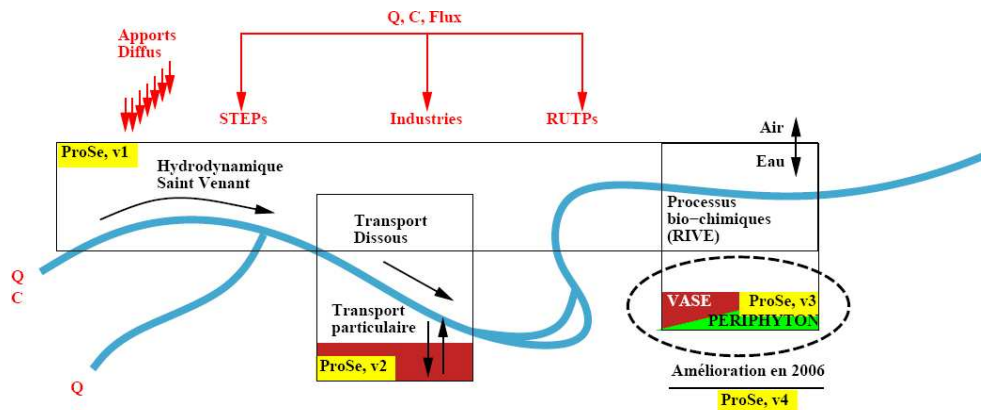 Q, C, Flux
Apports
Diffus
STEPs
Industries
RUTPs
Air
Eau
ProSe, v1
Hydrodynamique
Saint Venant
Transport
Dissous
Processus
bio−chimiques
(RIVE)
Q
C
Transport
particulaire
ProSe, v2
VASE
ProSe, v3
PERIPHYTON
Amélioration en 2006
ProSe, v4
Q